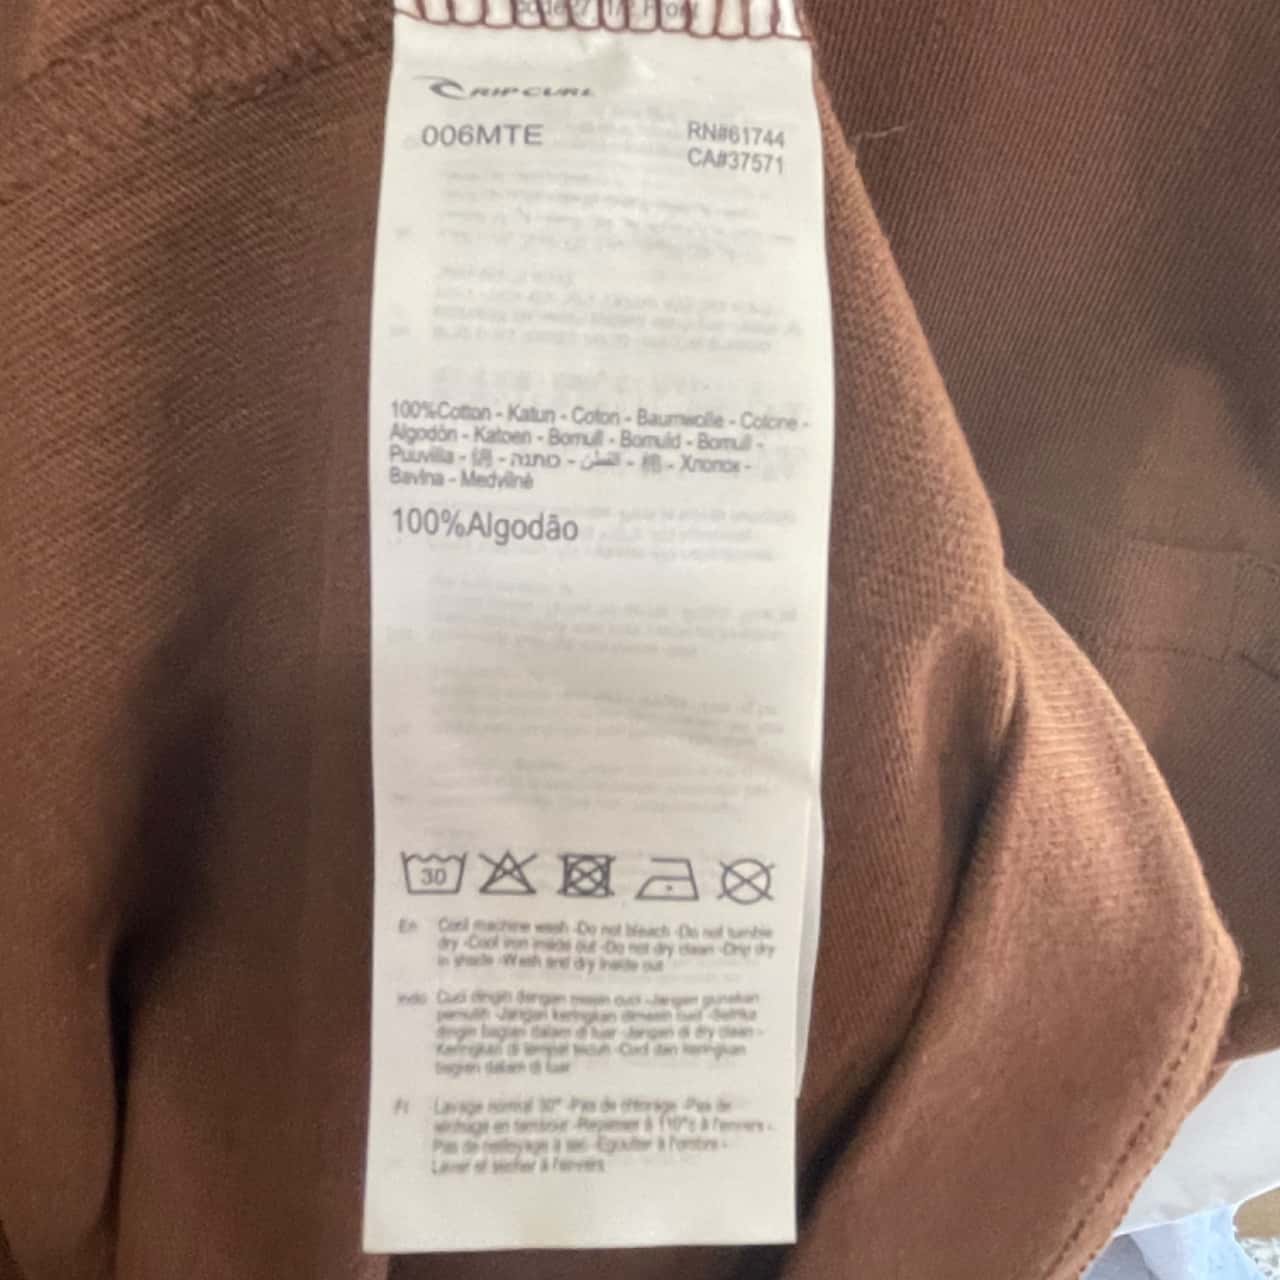 RIP CURL
006MTE
RN#61744
CA#37571
100%Cotton - Katun - Coton - Baumwolle - Cotone -
Algodón - Katoen - Bomull - Bomuld - Bomull -
Puuvilla - 棉 - כותנה - القطن - 綿 - Хлопок -
Bavlna - Medvilnė
100%Algodão
30
En Cool machine wash -Do not bleach -Do not tumble
dry -Cool iron inside out -Do not dry clean -Drip dry
in shade -Wash and dry inside out
Indo Cuci dingin dengan mesin cuci -Jangan gunakan
pemutih -Jangan keringkan dimesin cuci -Setrika
dingin bagian dalam di luar -Jangan di dry clean -
Keringkan di tempat teduh -Cuci dan keringkan
bagian dalam di luar
Fr Lavage normal 30° -Pas de chlorage -Pas de
séchage en tambour -Repasser à 110°c à l'envers -
Pas de nettoyage à sec -Egoutter à l'ombre -
Laver et sécher à l'envers